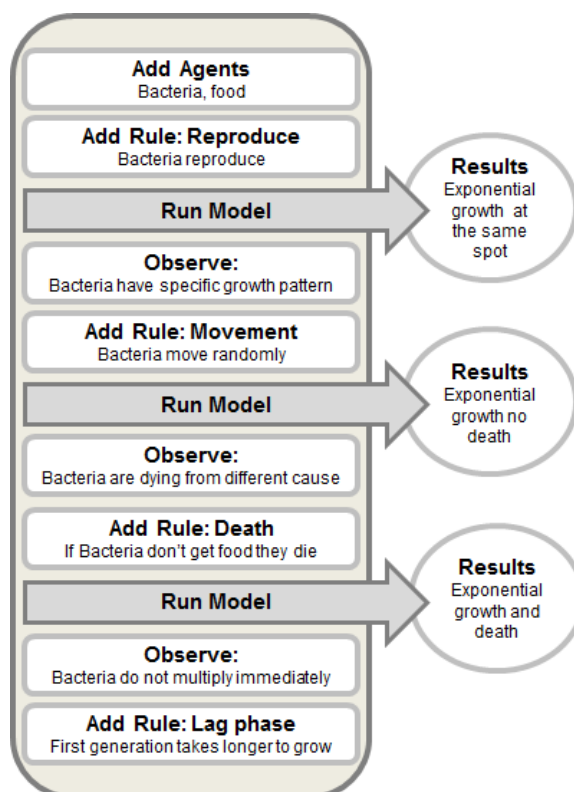 Add Agents
Bacteria, food
Add Rule: Reproduce
Bacteria reproduce
Run Model
Results
Exponential
growth at
the same
spot
Observe:
Bacteria have specific growth pattern
Add Rule: Movement
Bacteria move randomly
Run Model
Results
Exponential
growth no
death
Observe:
Bacteria are dying from different cause
Add Rule: Death
If Bacteria don't get food they die
Run Model
Results
Exponential
growth and
death
Observe:
Bacteria do not multiply immediately
Add Rule: Lag phase
First generation takes longer to grow